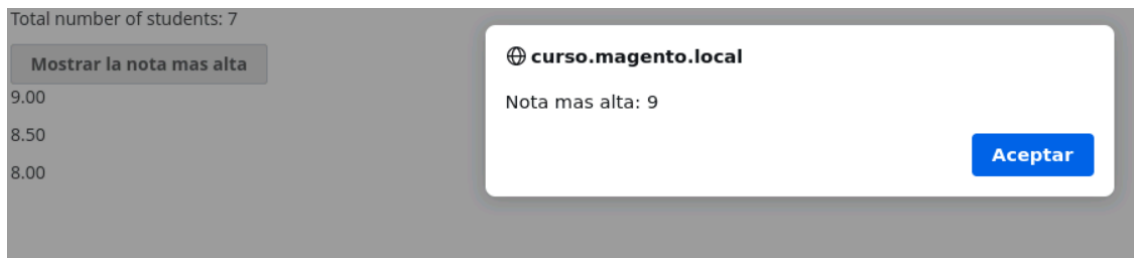 Total number of students: 7
Mostrar la nota mas alta
9.00
8.50
8.00
curso.magento.local
Nota mas alta: 9
Aceptar